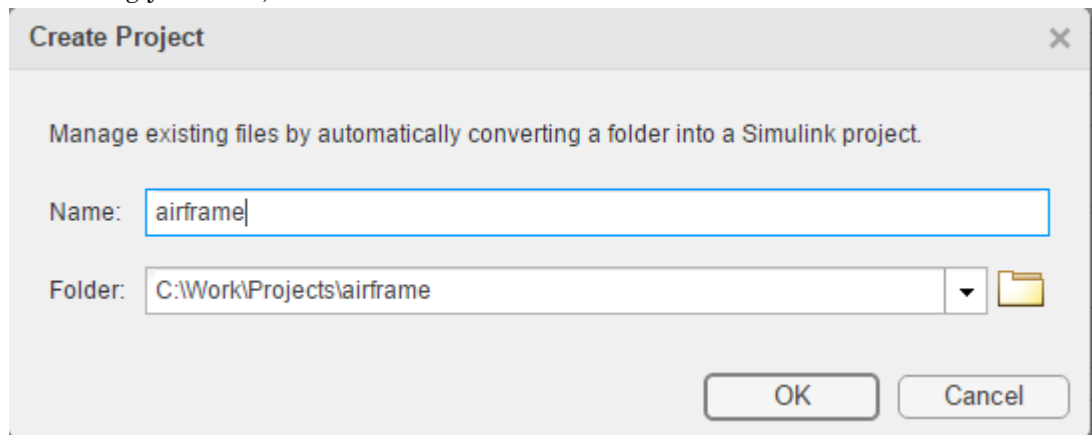 Create Project
Manage existing files by automatically converting a folder into a Simulink project.
Name: airframe
Folder: C:\Work\Projects\airframe
OK Cancel